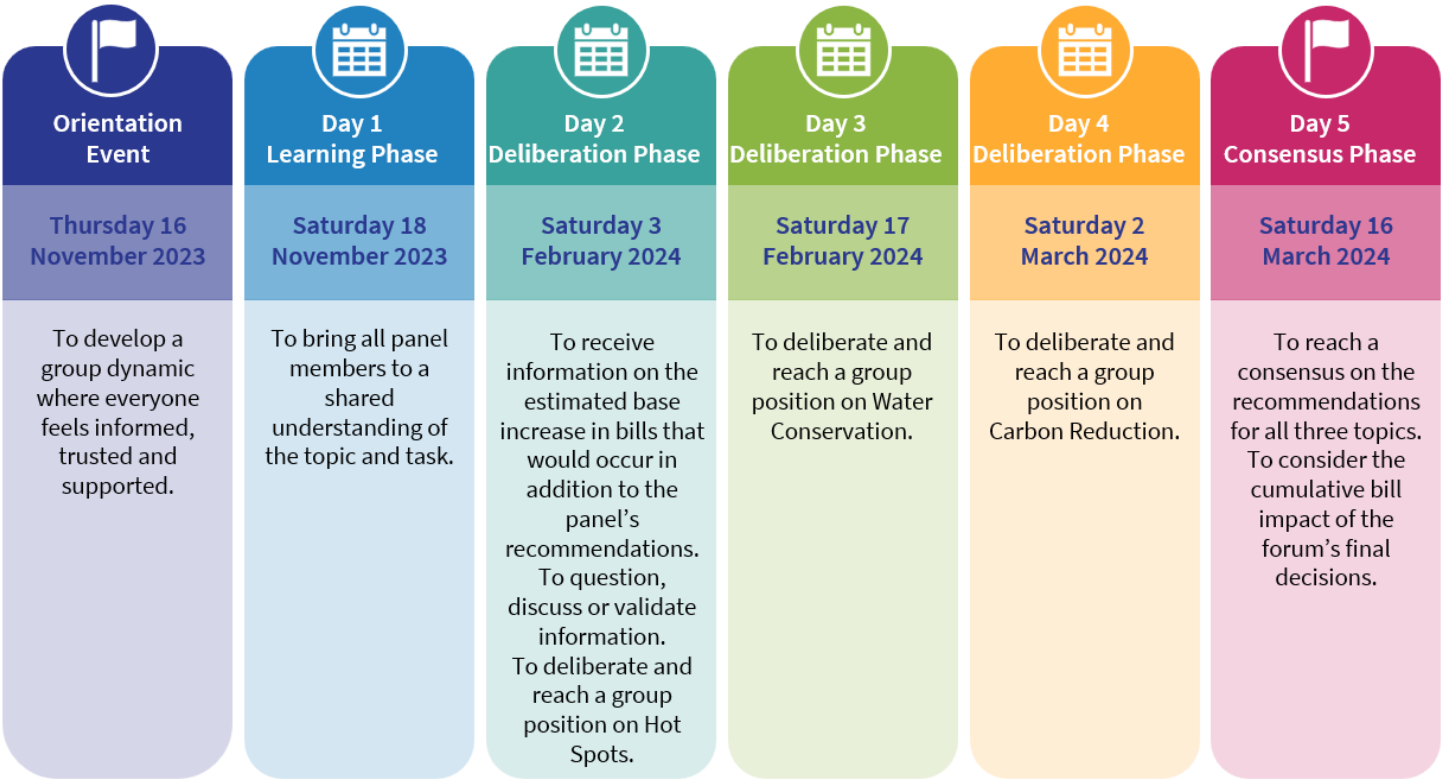 Orientation
Event
Thursday 16
November 2023
To develop a
group dynamic
where everyone
feels informed,
trusted and
supported.
Day 1
Learning Phase
Saturday 18
November 2023
To bring all panel
members to a
shared
understanding of
the topic and task.
Day 2
Deliberation Phase
Saturday 3
February 2024
To receive
information on the
estimated base
increase in bills that
would occur in
addition to the
panel’s
recommendations.
To question,
discuss or validate
information.
To deliberate and
reach a group
position on Hot
Spots.
Day 3
Deliberation Phase
Saturday 17
February 2024
To deliberate and
reach a group
position on Water
Conservation.
Day 4
Deliberation Phase
Saturday 2
March 2024
To deliberate and
reach a group
position on
Carbon Reduction.
Day 5
Consensus Phase
Saturday 16
March 2024
To reach a
consensus on the
recommendations
for all three topics.
To consider the
cumulative bill
impact of the
forum’s final
decisions.